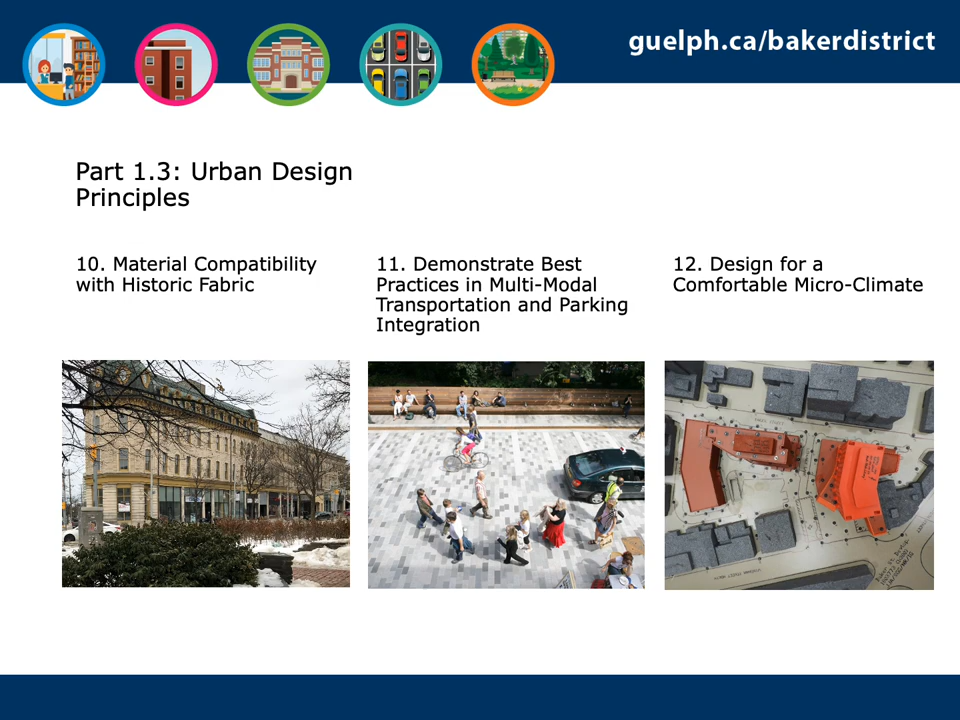 guelph.ca/bakerdistrict
Part 1.3: Urban Design
Principles
10. Material Compatibility
with Historic Fabric
11. Demonstrate Best
Practices in Multi-Modal
Transportation and Parking
Integration
12. Design for a
Comfortable Micro-Climate